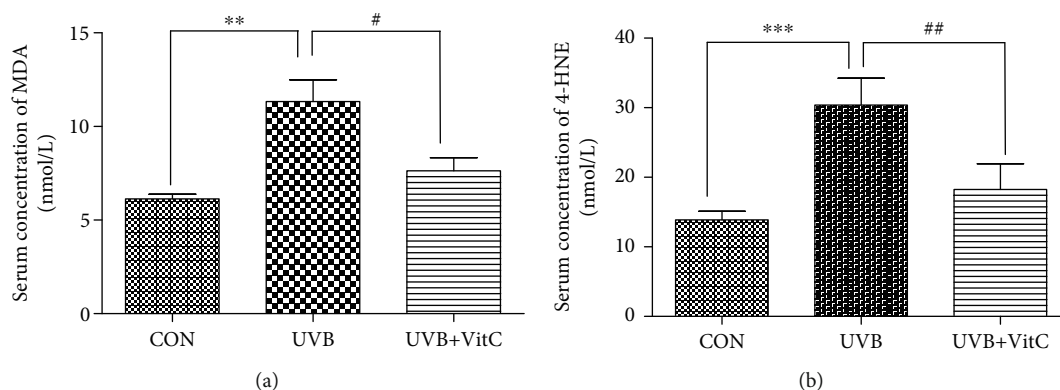 15
10
5
0
Serum concentration of MDA
(nmol/L)
**
#
CON
UVB
UVB+VitC
(a)
40
30
20
10
0
Serum concentration of 4-HNE
(nmol/L)
***
##
CON
UVB
UVB+VitC
(b)